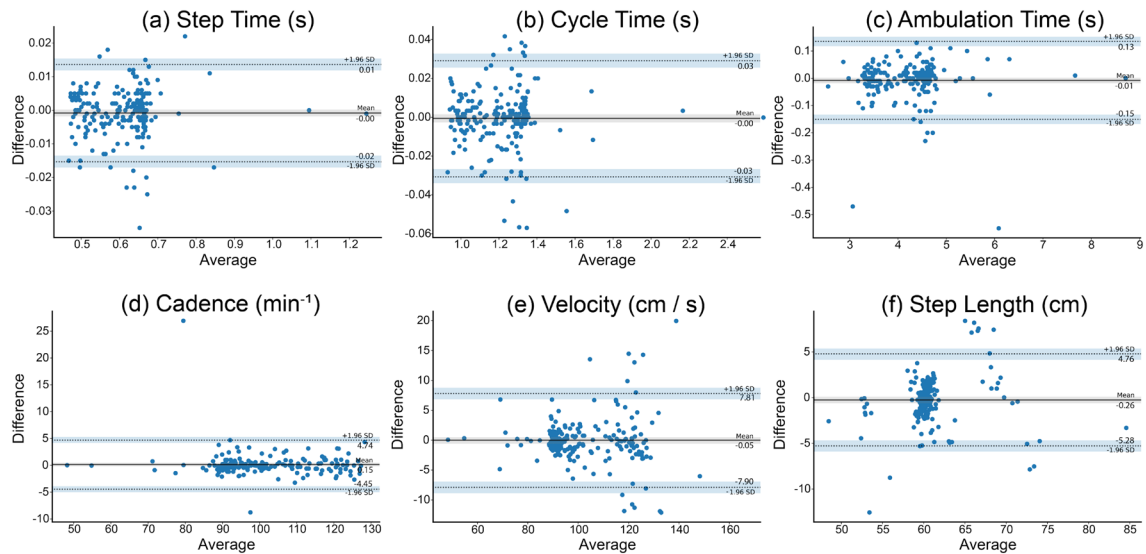 (a) Step Time (s)
0.02
0.01
0.00
-0.01
-0.02
-0.03
Difference
+1.96 SD
0.01
Mean
-0.00
-0.02
-1.96 SD
0.5 0.6 0.7 0.8 0.9 1.0 1.1 1.2
Average
(b) Cycle Time (s)
0.04
0.02
0.00
-0.02
-0.04
-0.06
Difference
+1.96 SD
0.03
Mean
-0.00
-0.03
-1.96 SD
1.0 1.2 1.4 1.6 1.8 2.0 2.2 2.4
Average
(c) Ambulation Time (s)
0.1
0.0
-0.1
-0.2
-0.3
-0.4
-0.5
Difference
+1.96 SD
0.13
Mean
-0.01
-0.15
-1.96 SD
3 4 5 6 7 8 9
Average
(d) Cadence (min⁻¹)
25
20
15
10
5
0
-5
-10
Difference
+1.96 SD
4.74
Mean
0.15
-4.45
-1.96 SD
50 60 70 80 90 100 110 120 130
Average
(e) Velocity (cm / s)
20
15
10
5
0
-5
-10
Difference
+1.96 SD
7.81
Mean
-0.05
-7.90
-1.96 SD
60 80 100 120 140 160
Average
(f) Step Length (cm)
5
0
-5
-10
Difference
+1.96 SD
4.76
Mean
-0.26
-5.28
-1.96 SD
50 55 60 65 70 75 80 85
Average